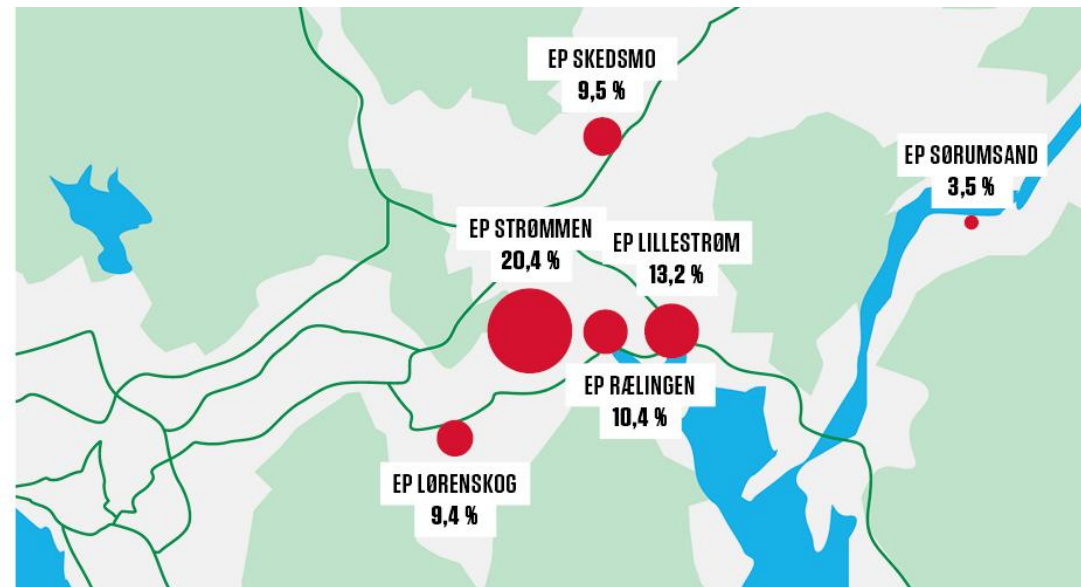 EP SKEDSMO
9,5 %
EP SØRUMSAND
3,5 %
EP STRØMMEN
20,4 %
EP LILLESTRØM
13,2 %
EP RÆLINGEN
10,4 %
EP LØRENSKOG
9,4 %